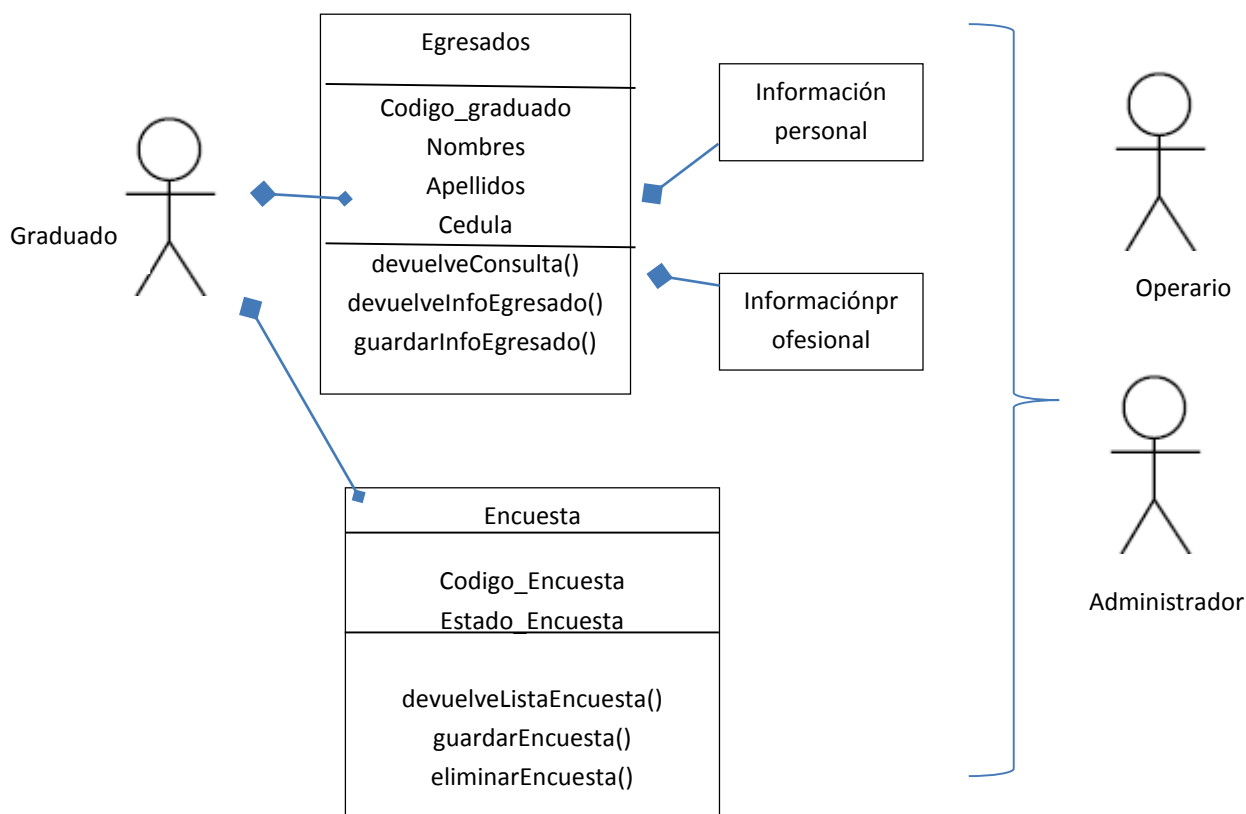 Graduado
Egresados
Codigo_graduado
Nombres
Apellidos
Cedula
devuelveConsulta()
devuelveInfoEgresado()
guardarInfoEgresado()
Información
personal
Informaciónpr
ofesional
Encuesta
Codigo_Encuesta
Estado_Encuesta
devuelveListaEncuesta()
guardarEncuesta()
eliminarEncuesta()
Operario
Administrador